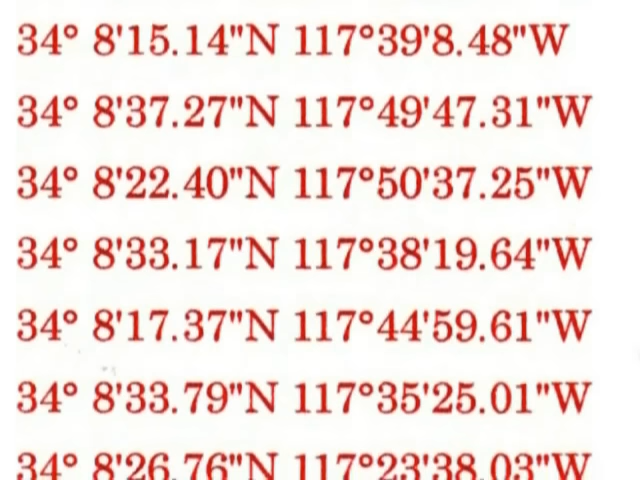 34° 8'15.14"N 117°39'8.48"W
34° 8'37.27"N 117°49'47.31"W
34° 8'22.40"N 117°50'37.25"W
34° 8'33.17"N 117°38'19.64"W
34° 8'17.37"N 117°44'59.61"W
34° 8'33.79"N 117°35'25.01"W
34° 8'26.76"N 117°23'38.03"W